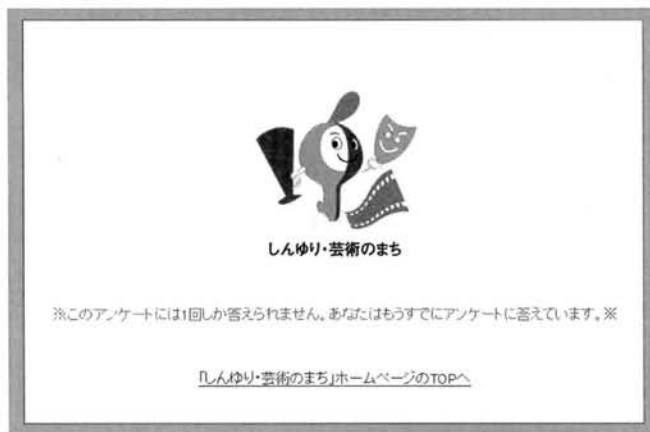 しんゆり・芸術のまち
※このアンケートには1回しか答えられません。あなたはもうすでにアンケートに答えています。※
「しんゆり・芸術のまち」ホームページのTOPへ